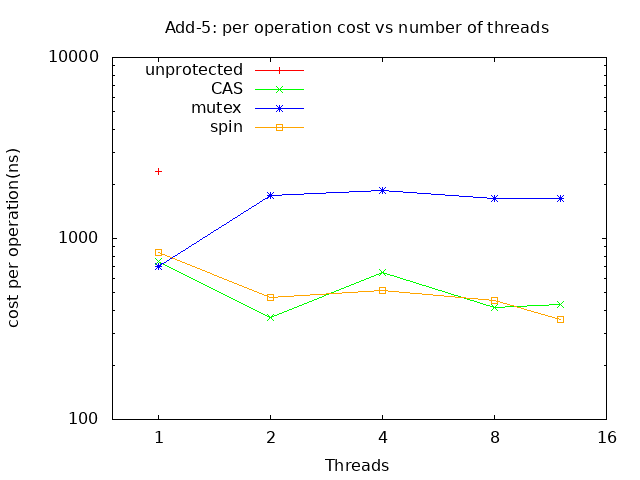 Add-5: per operation cost vs number of threads
10000
unprotected
CAS
mutex
spin
cost per operation(ns)
1000
100
1 2 4 8 16
Threads